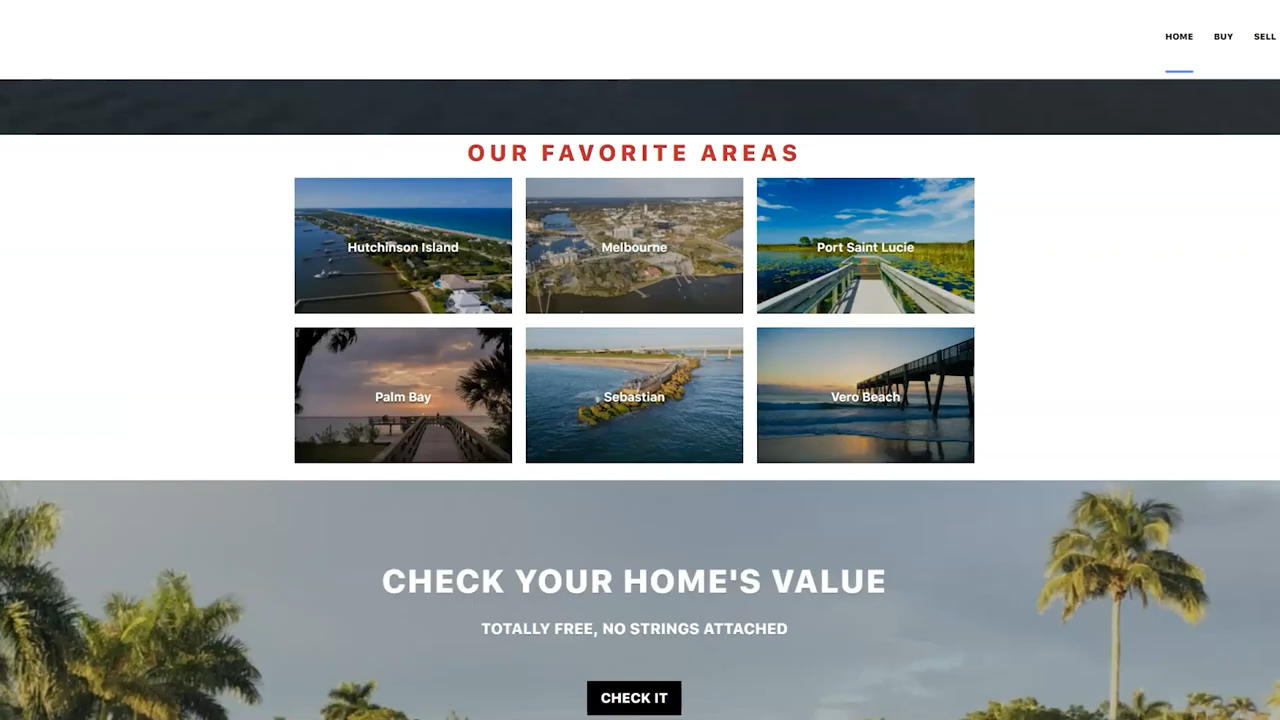 HOME BUY SELL
OUR FAVORITE AREAS
Hutchinson Island
Melbourne
Port Saint Lucie
Palm Bay
Sebastian
Vero Beach
CHECK YOUR HOME'S VALUE
TOTALLY FREE, NO STRINGS ATTACHED
CHECK IT